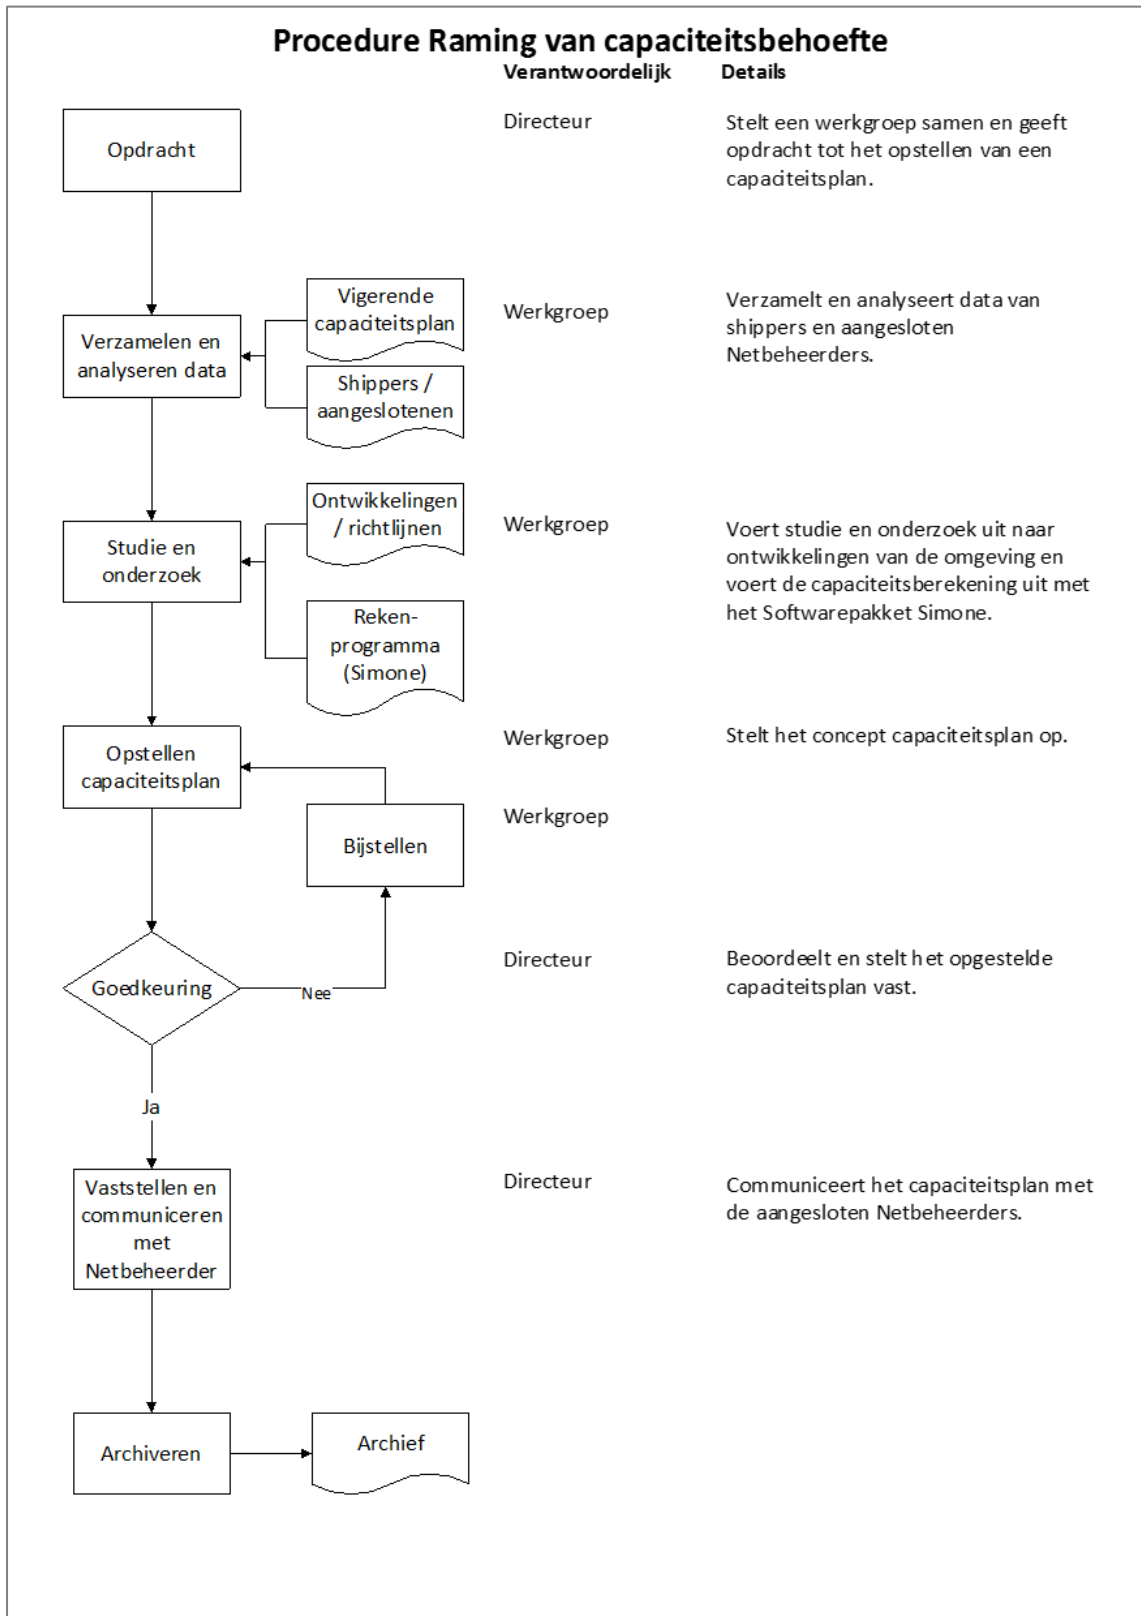 Procedure Raming van capaciteitsbehoefte
Verantwoordelijk Details
Opdracht
Directeur
Stelt een werkgroep samen en geeft
opdracht tot het opstellen van een
capaciteitsplan.
Verzamelen en
analyseren data
Vigerende
capaciteitsplan
Shippers /
aangeslotenen
Werkgroep
Verzamelt en analyseert data van
shippers en aangesloten
Netbeheerders.
Studie en
onderzoek
Ontwikkelingen
/ richtlijnen
Reken-
programma
(Simone)
Werkgroep
Voert studie en onderzoek uit naar
ontwikkelingen van de omgeving en
voert de capaciteitsberekening uit met
het Softwarepakket Simone.
Opstellen
capaciteitsplan
Werkgroep
Stelt het concept capaciteitsplan op.
Bijstellen
Werkgroep
Goedkeuring
Nee
Directeur
Beoordeelt en stelt het opgestelde
capaciteitsplan vast.
Ja
Vaststellen en
communiceren
met
Netbeheerder
Directeur
Communiceert het capaciteitsplan met
de aangesloten Netbeheerders.
Archiveren
Archief